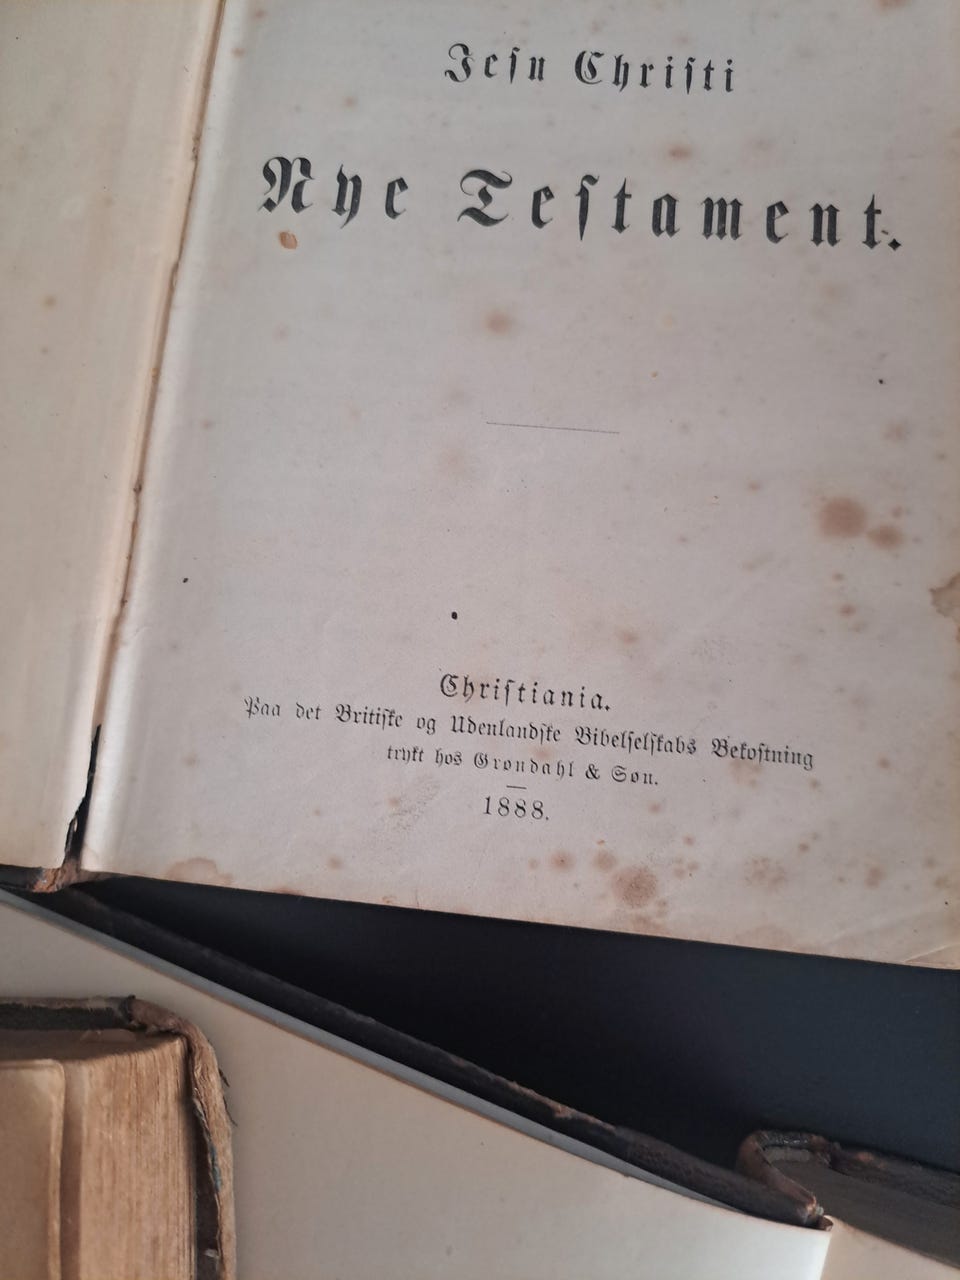 Jesu Christi
Nye Testament.
Christiania.
Paa det Britiske og Udenlandske Bibelselskabs Bekostning
trykt hos Grøndahl & Søn.
1888.